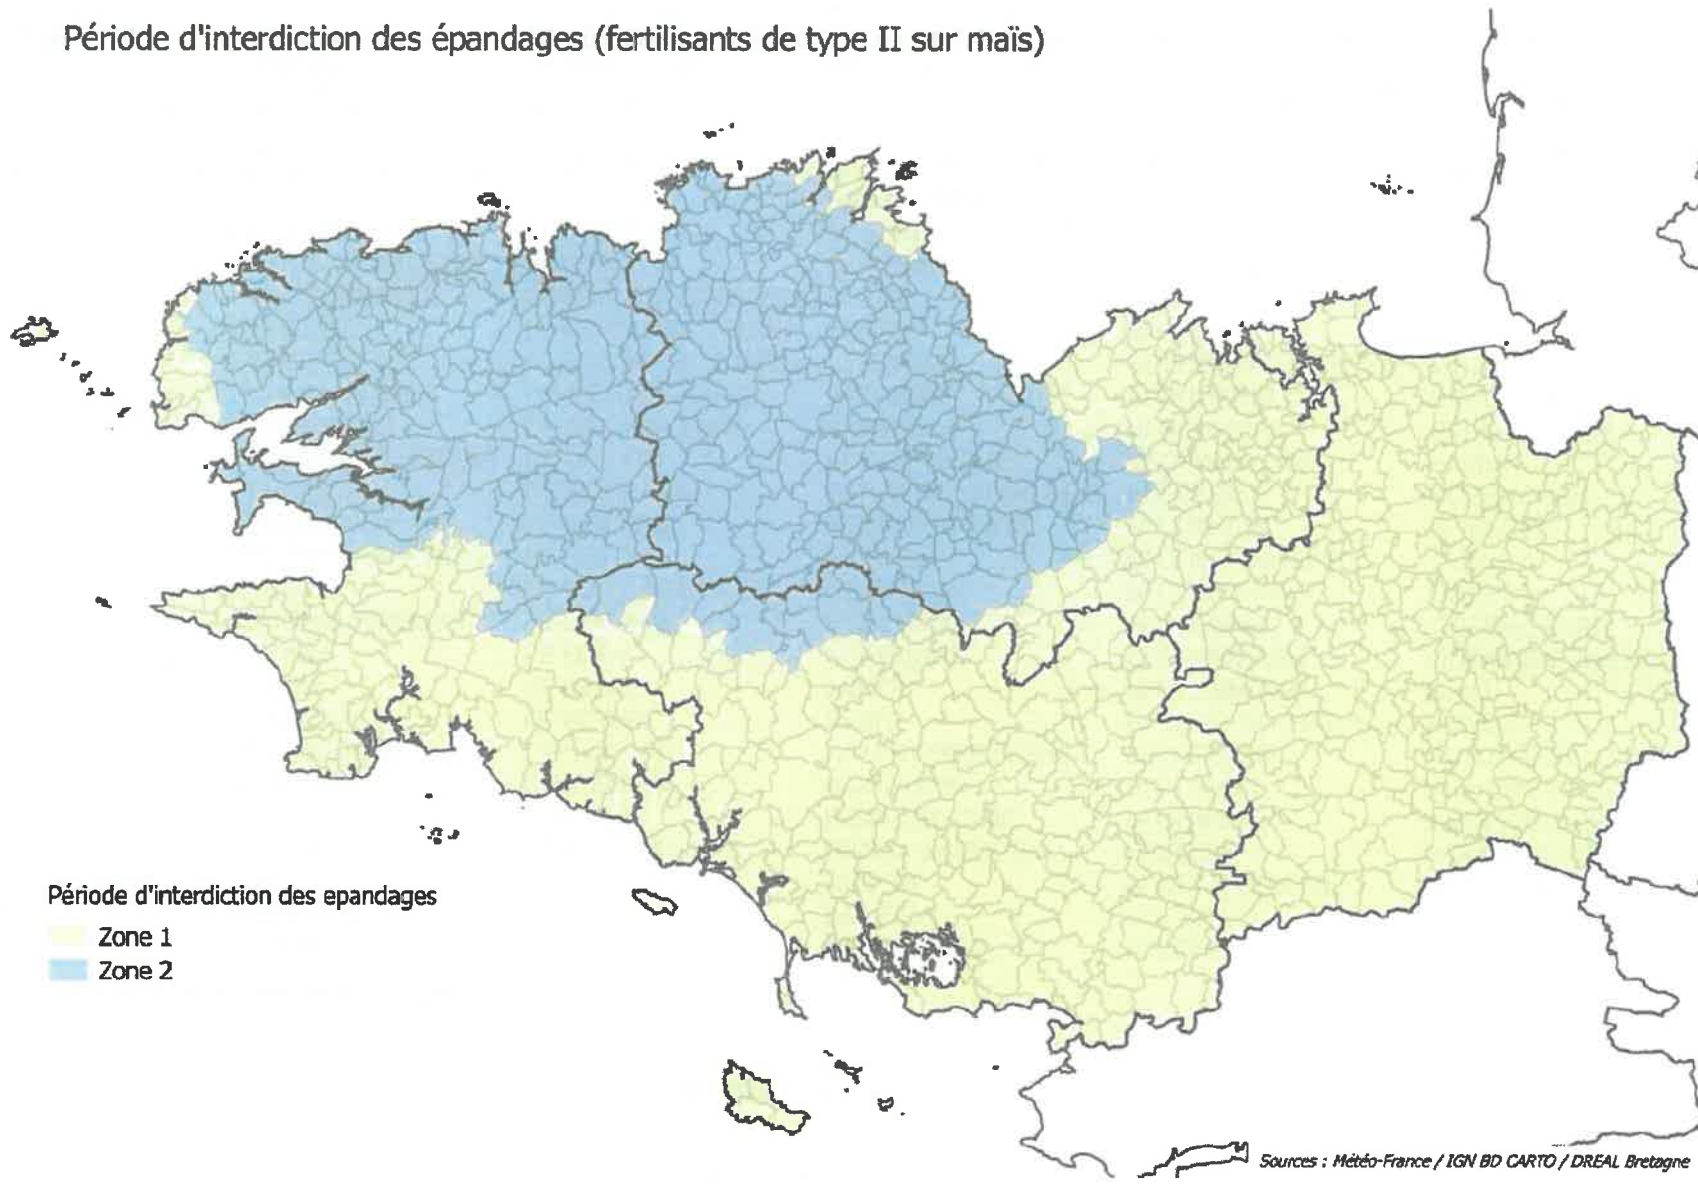 Période d'interdiction des épandages (fertilisants de type II sur maïs)
Période d'interdiction des epandages
Zone 1
Zone 2
Sources : Météo-France / IGN BD CARTO / DREAL Bretagne